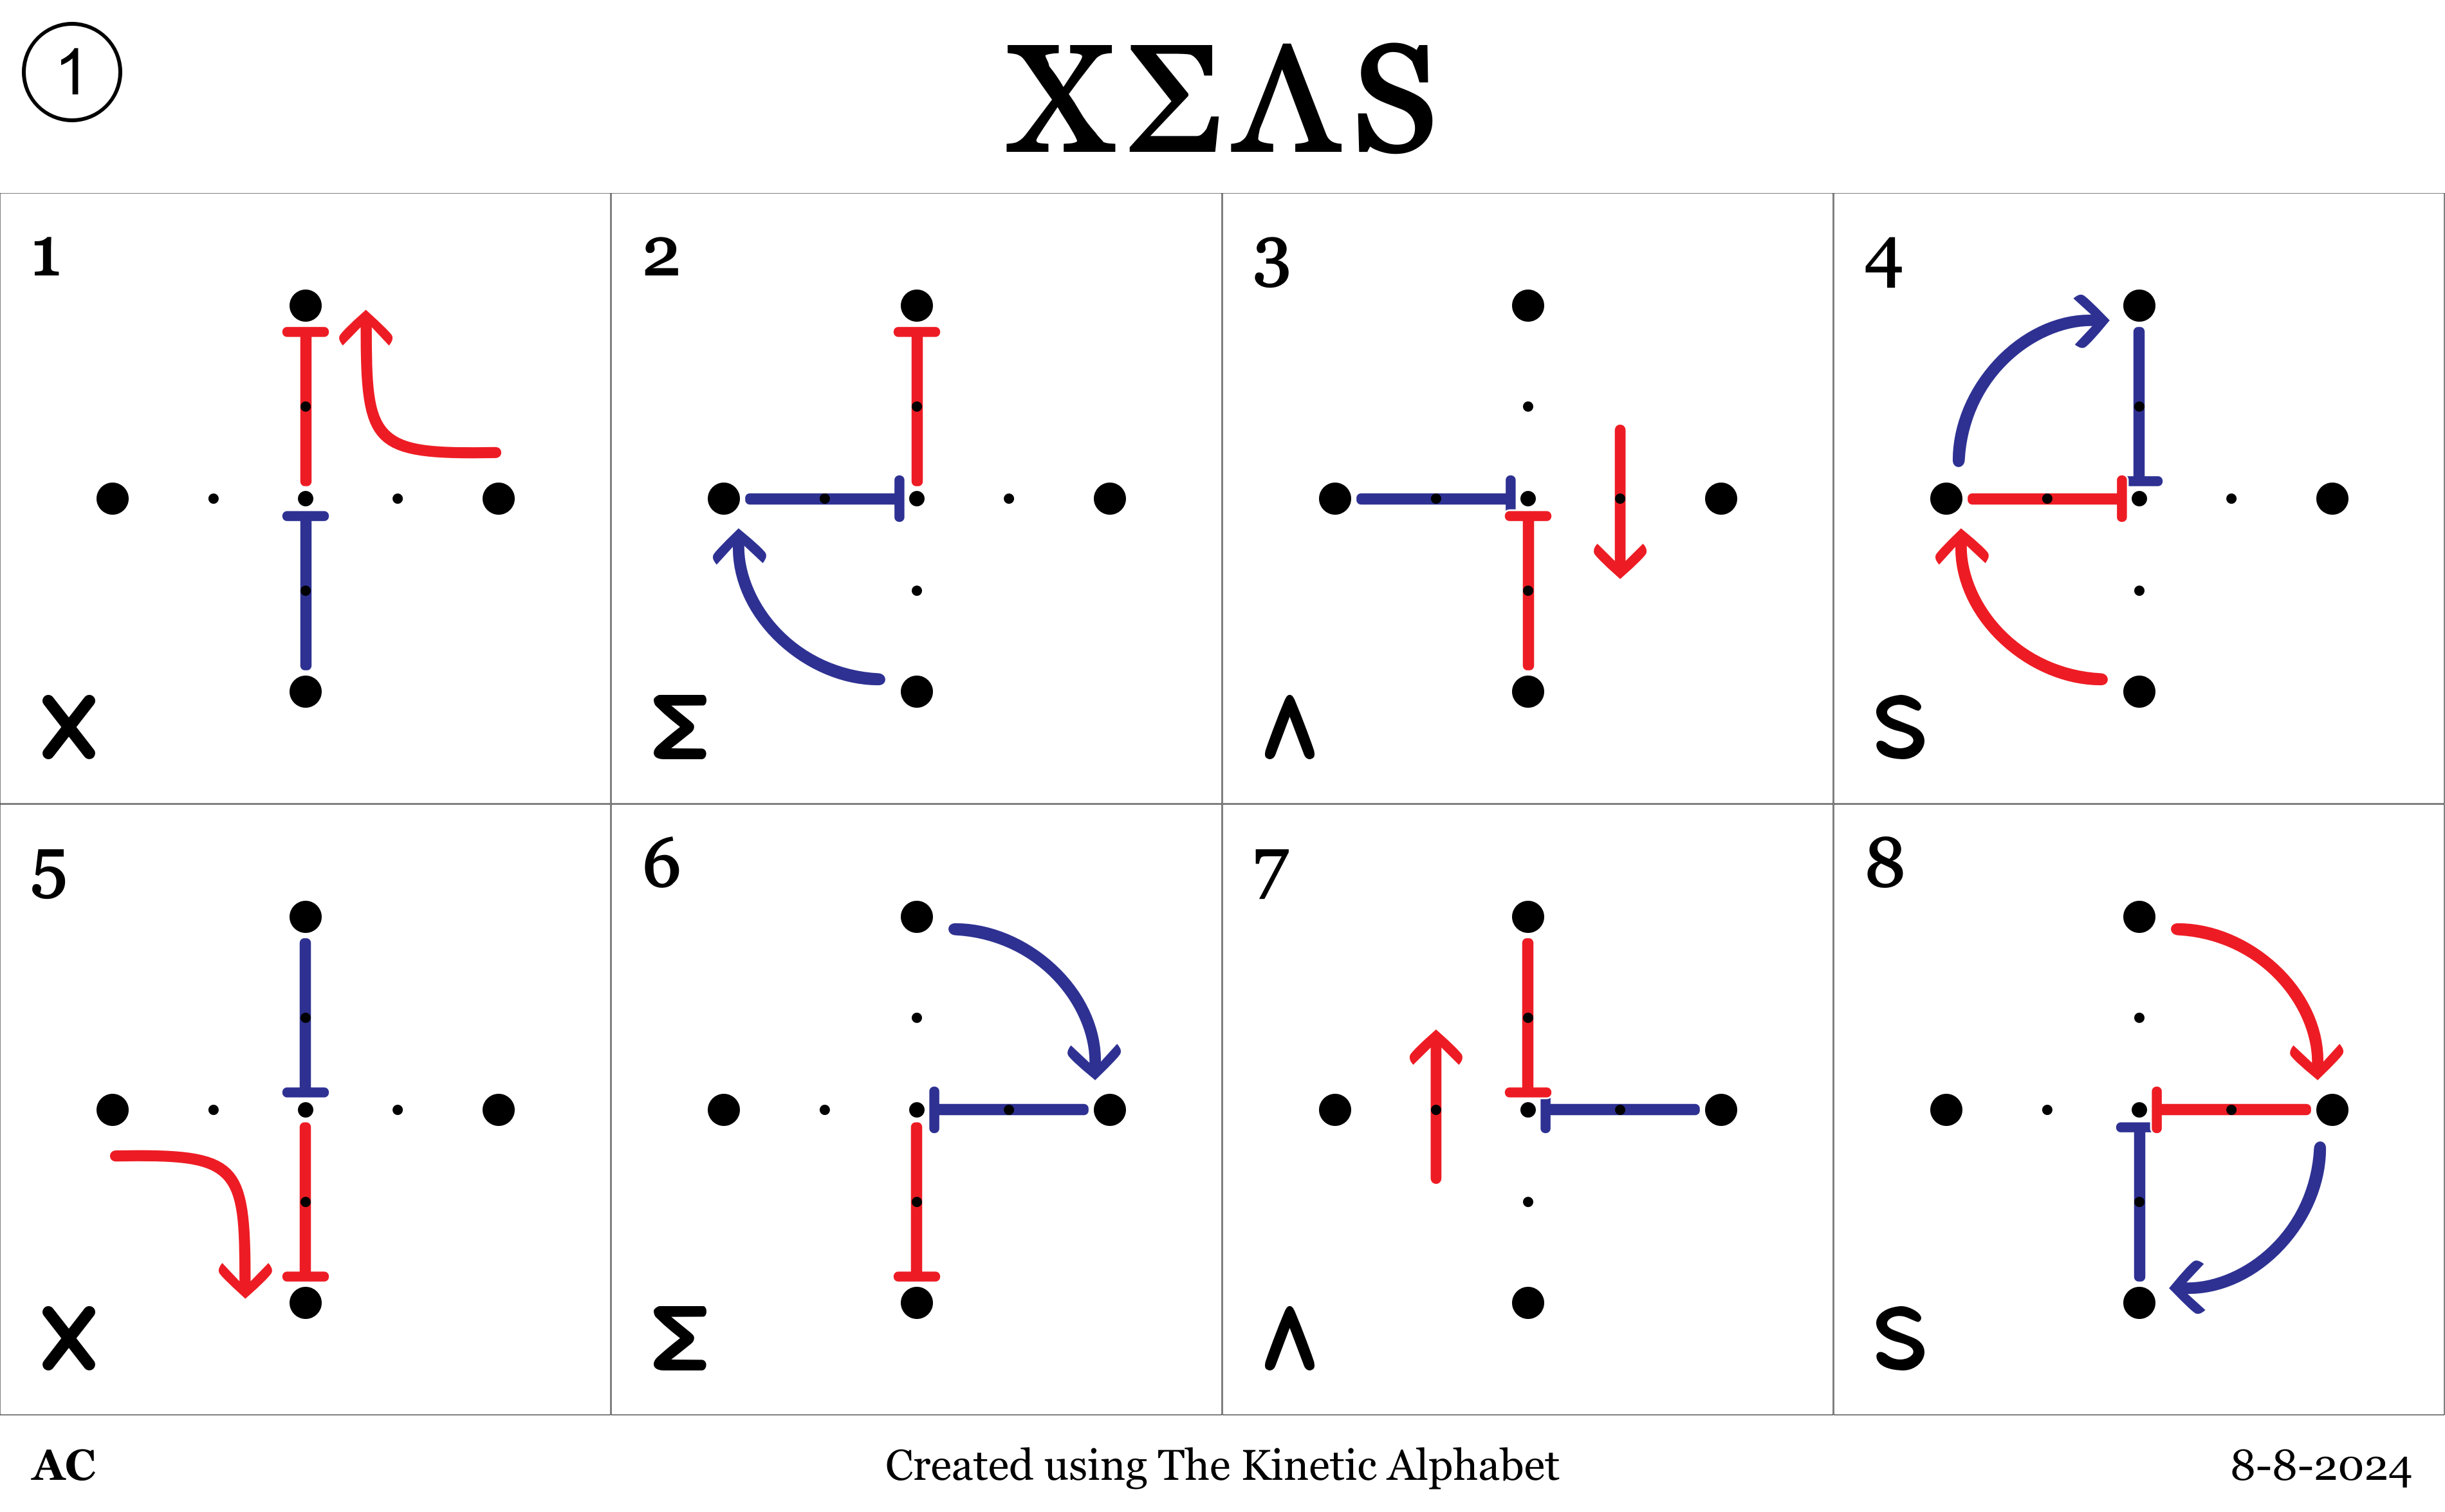 1
ΧΣΛS
1 2 3 4
X Σ Λ S
5 6 7 8
X Σ Λ S
AC Created using The Kinetic Alphabet 8-8-2024